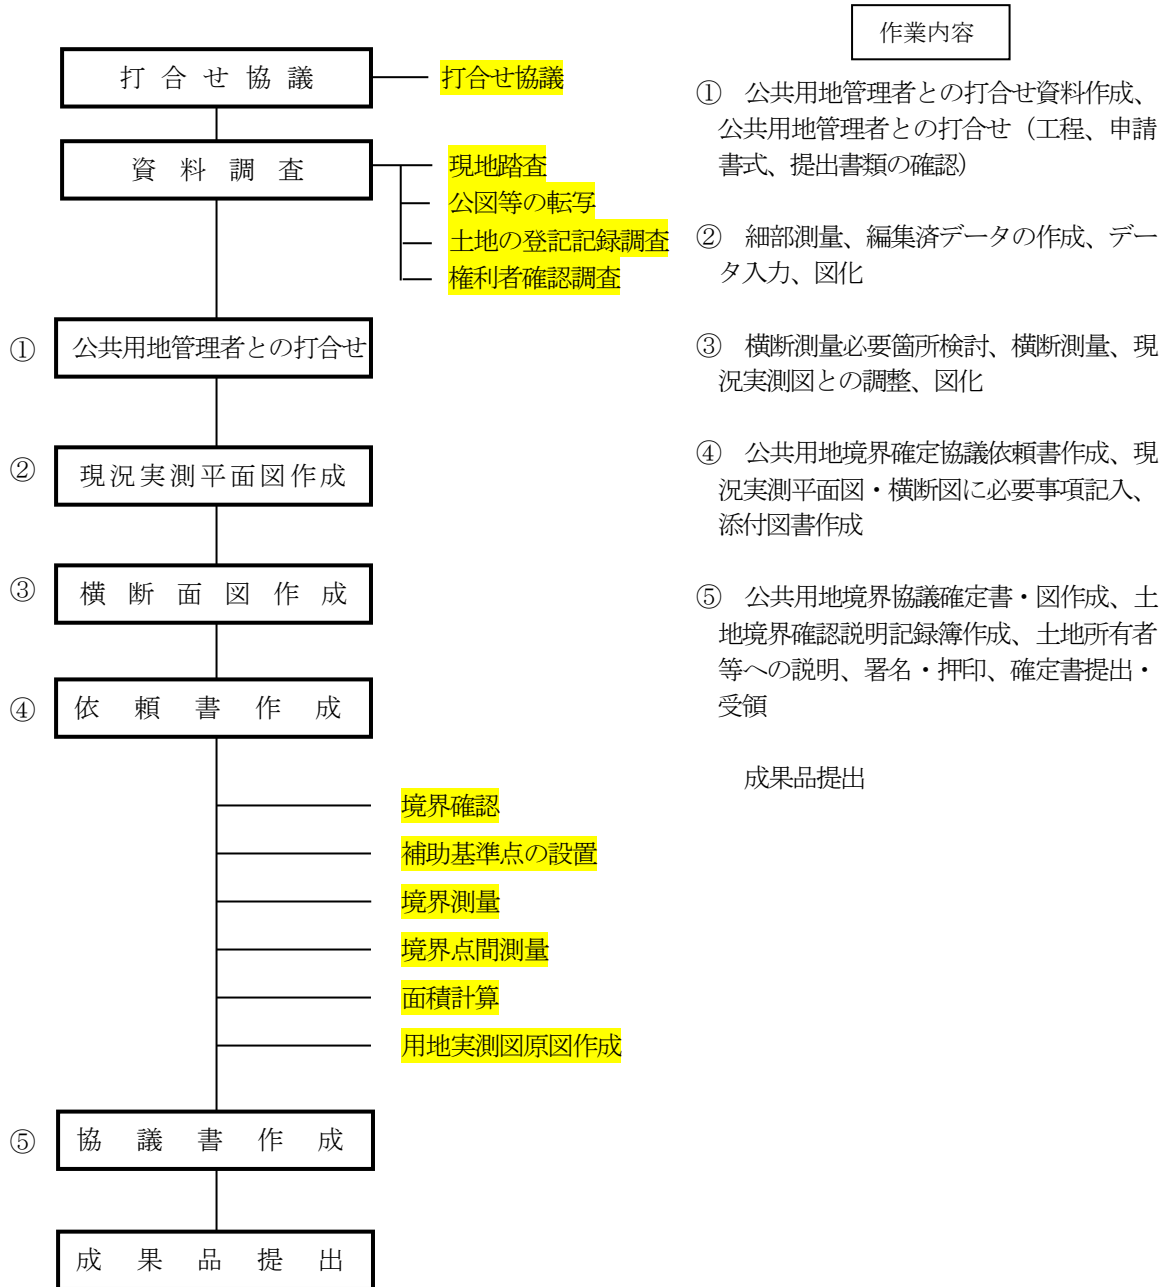 打合せ協議
打合せ協議
資料調査
現地踏査
公図等の転写
土地の登記記録調査
権利者確認調査
①
公共用地管理者との打合せ
②
現況実測平面図作成
③
横断面図作成
④
依頼書作成
境界確認
補助基準点の設置
境界測量
境界点間測量
面積計算
用地実測図原図作成
⑤
協議書作成
成果品提出
作業内容
① 公共用地管理者との打合せ資料作成、
公共用地管理者との打合せ（工程、申請
書式、提出書類の確認）
② 細部測量、編集済データの作成、デー
タ入力、図化
③ 横断測量必要箇所検討、横断測量、現
況実測図との調整、図化
④ 公共用地境界確定協議依頼書作成、現
況実測平面図・横断図に必要事項記入、
添付図書作成
⑤ 公共用地境界協議確定書・図作成、土
地境界確認説明記録簿作成、土地所有者
等への説明、署名・押印、確定書提出・
受領
成果品提出